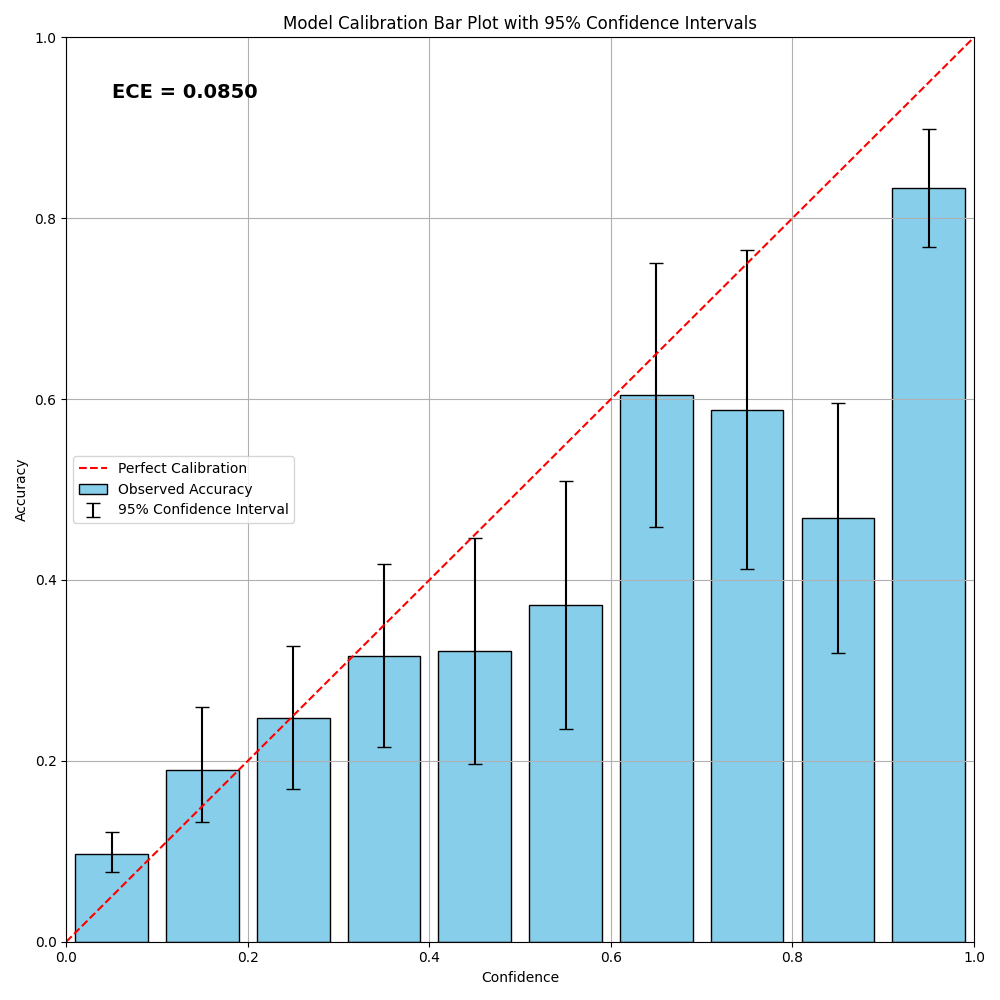 Model Calibration Bar Plot with 95% Confidence Intervals
1.0
ECE = 0.0850
0.8
0.6
Accuracy
Perfect Calibration
Observed Accuracy
95% Confidence Interval
0.4
0.2
0.0
0.0 0.2 0.4 0.6 0.8 1.0
Confidence